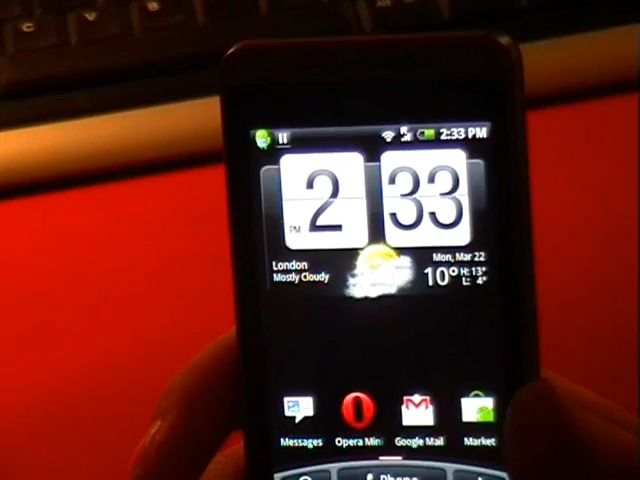 2:33 PM
2 33
PM
London
Mostly Cloudy
Mon, Mar 22
10° H: 13°
L: 4°
Messages Opera Mini Google Mail Market
Phone